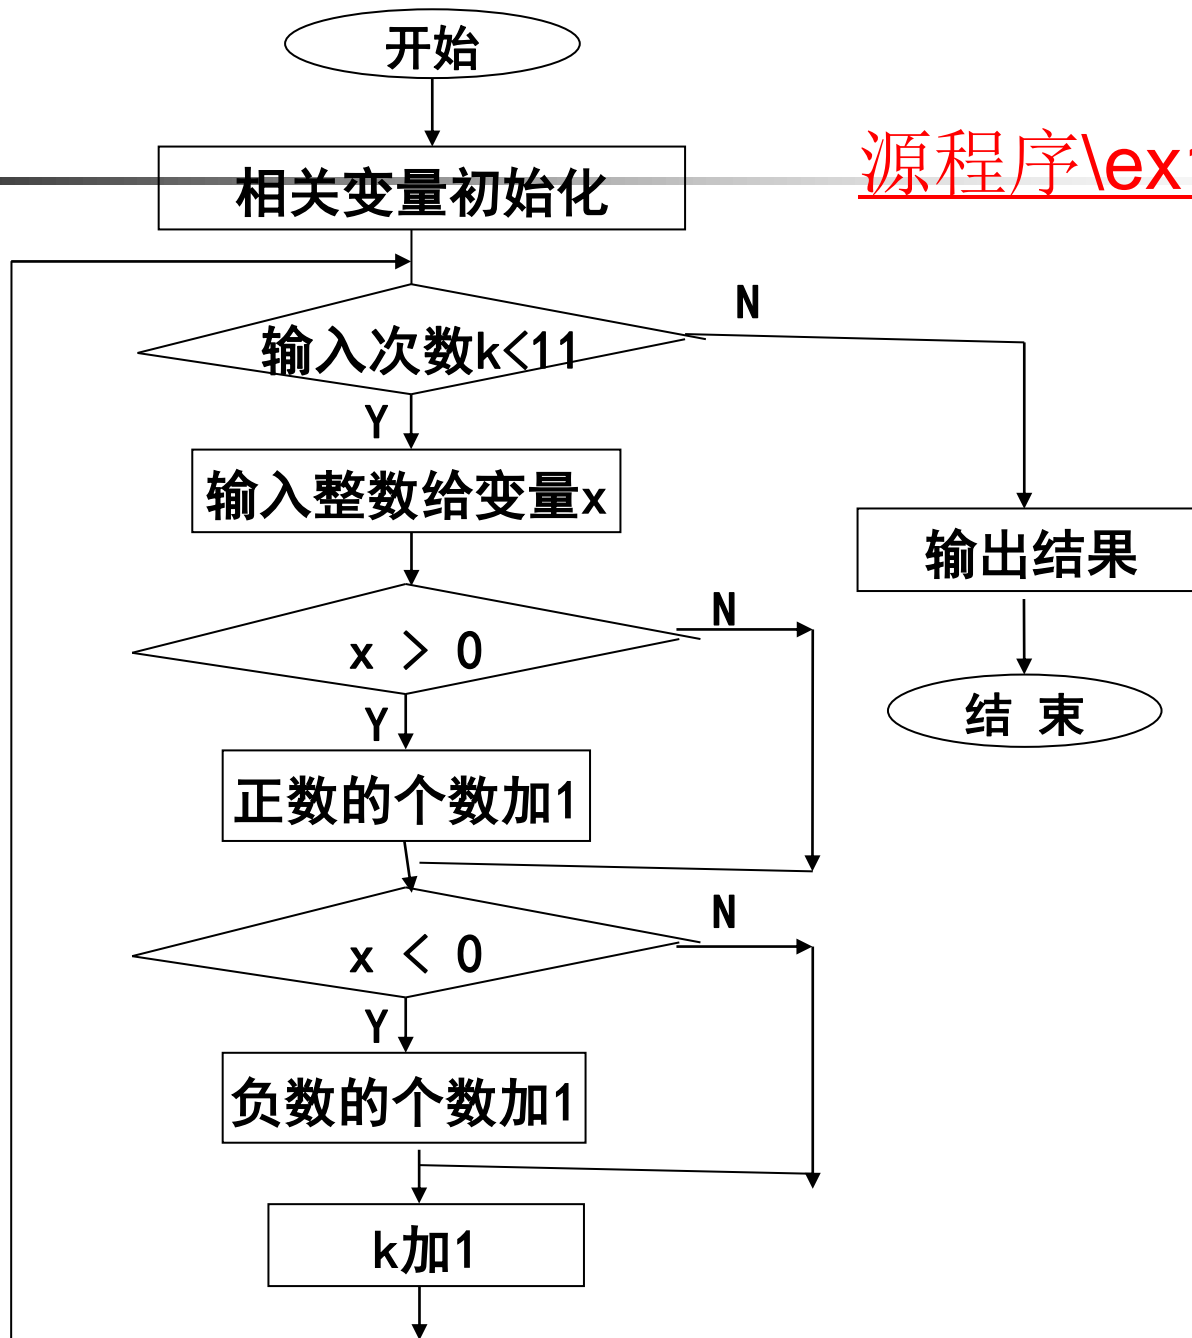 开始
源程序\ex
相关变量初始化
输入次数k<11
N
Y
输入整数给变量x
输出结果
x > 0
N
Y
结 束
正数的个数加1
x < 0
N
Y
负数的个数加1
k加1